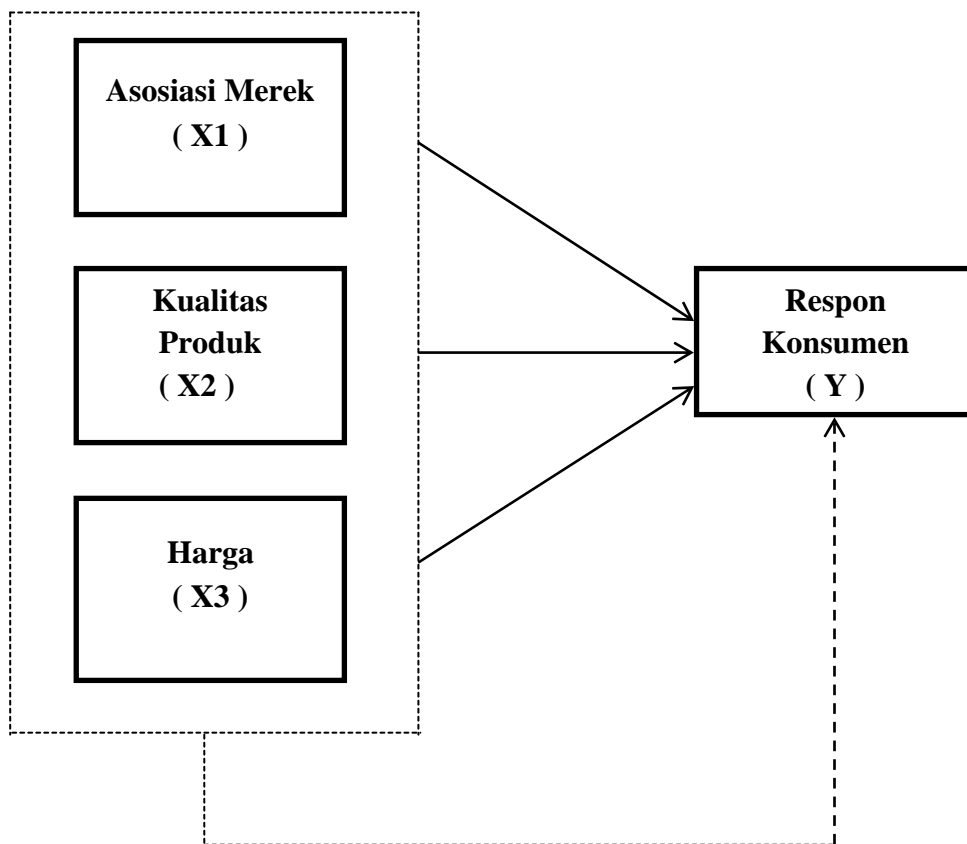 Asosiasi Merek
( X1 )
Kualitas
Produk
( X2 )
Harga
( X3 )
Respon
Konsumen
( Y )